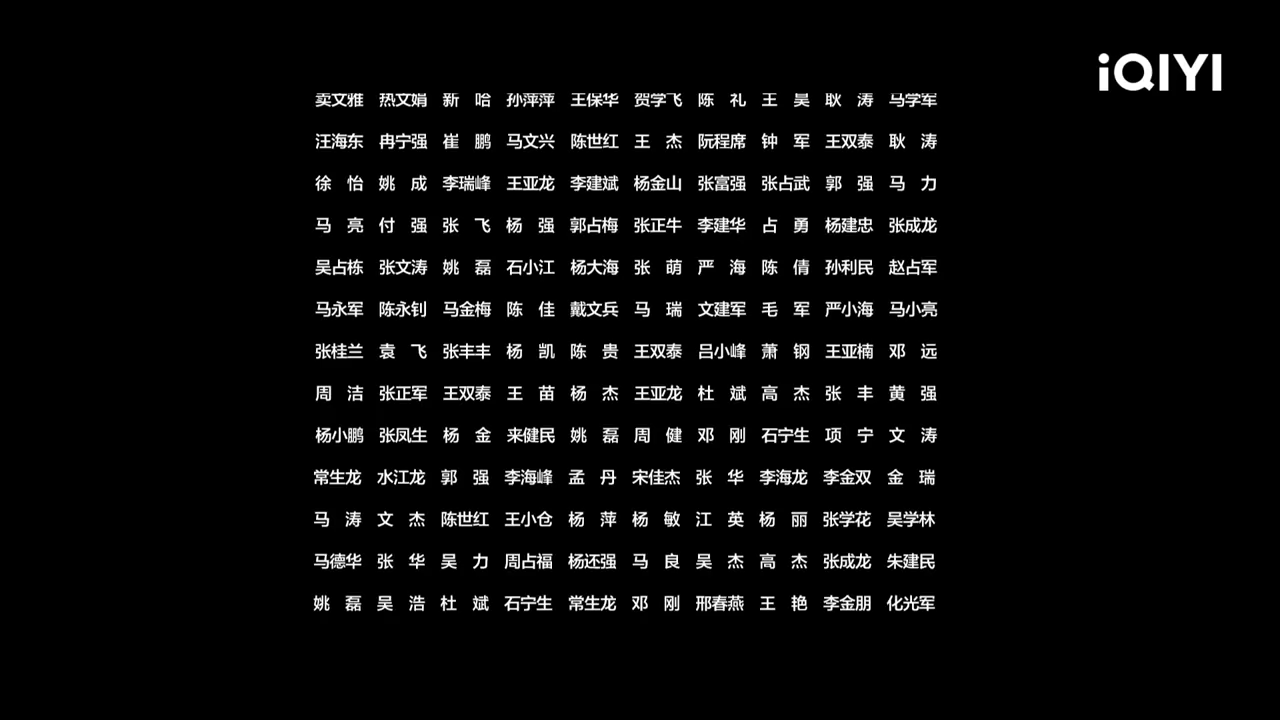 iQIYI
卖文雅 热文娟 新 哈 孙萍萍 王保华 贺学飞 陈 礼 王 昊 耿 涛 马学军
汪海东 冉宁强 崔 鹏 马文兴 陈世红 王 杰 阮程席 钟 军 王双泰 耿 涛
徐 怡 姚 成 李瑞峰 王亚龙 李建斌 杨金山 张富强 张占武 郭 强 马 力
马 亮 付 强 张 飞 杨 强 郭占梅 张正牛 李建华 占 勇 杨建忠 张成龙
吴占栋 张文涛 姚 磊 石小江 杨大海 张 萌 严 海 陈 倩 孙利民 赵占军
马永军 陈永钊 马金梅 陈 佳 戴文兵 马 瑞 文建军 毛 军 严小海 马小亮
张桂兰 袁 飞 张丰丰 杨 凯 陈 贵 王双泰 吕小峰 萧 钢 王亚楠 邓 远
周 洁 张正军 王双泰 王 苗 杨 杰 王亚龙 杜 斌 高 杰 张 丰 黄 强
杨小鹏 张凤生 杨 金 来健民 姚 磊 周 健 邓 刚 石宁生 项 宁 文 涛
常生龙 水江龙 郭 强 李海峰 孟 丹 宋佳杰 张 华 李海龙 李金双 金 瑞
马 涛 文 杰 陈世红 王小仓 杨 萍 杨 敏 江 英 杨 丽 张学花 吴学林
马德华 张 华 吴 力 周占福 杨还强 马 良 吴 杰 高 杰 张成龙 朱建民
姚 磊 吴 浩 杜 斌 石宁生 常生龙 邓 刚 邢春燕 王 艳 李金朋 化光军